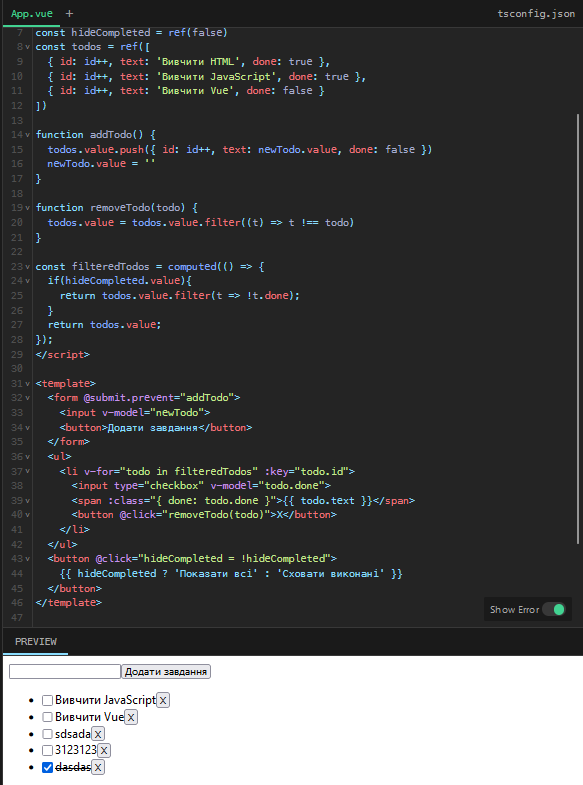 App.vue + tsconfig.json
7 const hideCompleted = ref(false)
8 const todos = ref([
9 { id: id++, text: 'Вивчити HTML', done: true },
10 { id: id++, text: 'Вивчити JavaScript', done: true },
11 { id: id++, text: 'Вивчити Vue', done: false }
12 ])
13
14 function addTodo() {
15 todos.value.push({ id: id++, text: newTodo.value, done: false })
16 newTodo.value = ''
17 }
18
19 function removeTodo(todo) {
20 todos.value = todos.value.filter((t) => t !== todo)
21 }
22
23 const filteredTodos = computed(() => {
24 if(hideCompleted.value){
25 return todos.value.filter(t => !t.done);
26 }
27 return todos.value;
28 });
29 </script>
30
31 <template>
32 <form @submit.prevent="addTodo">
33 <input v-model="newTodo">
34 <button>Додати завдання</button>
35 </form>
36 <ul>
37 <li v-for="todo in filteredTodos" :key="todo.id">
38 <input type="checkbox" v-model="todo.done">
39 <span :class="{ done: todo.done }">{{ todo.text }}</span>
40 <button @click="removeTodo(todo)">X</button>
41 </li>
42 </ul>
43 <button @click="hideCompleted = !hideCompleted">
44 {{ hideCompleted ? 'Показати всі' : 'Сховати виконані' }}
45 </button>
46 </template>
47
Show Error
PREVIEW
Додати завдання
Вивчити JavaScript X
Вивчити Vue X
sdsada X
3123123 X
dasdas X